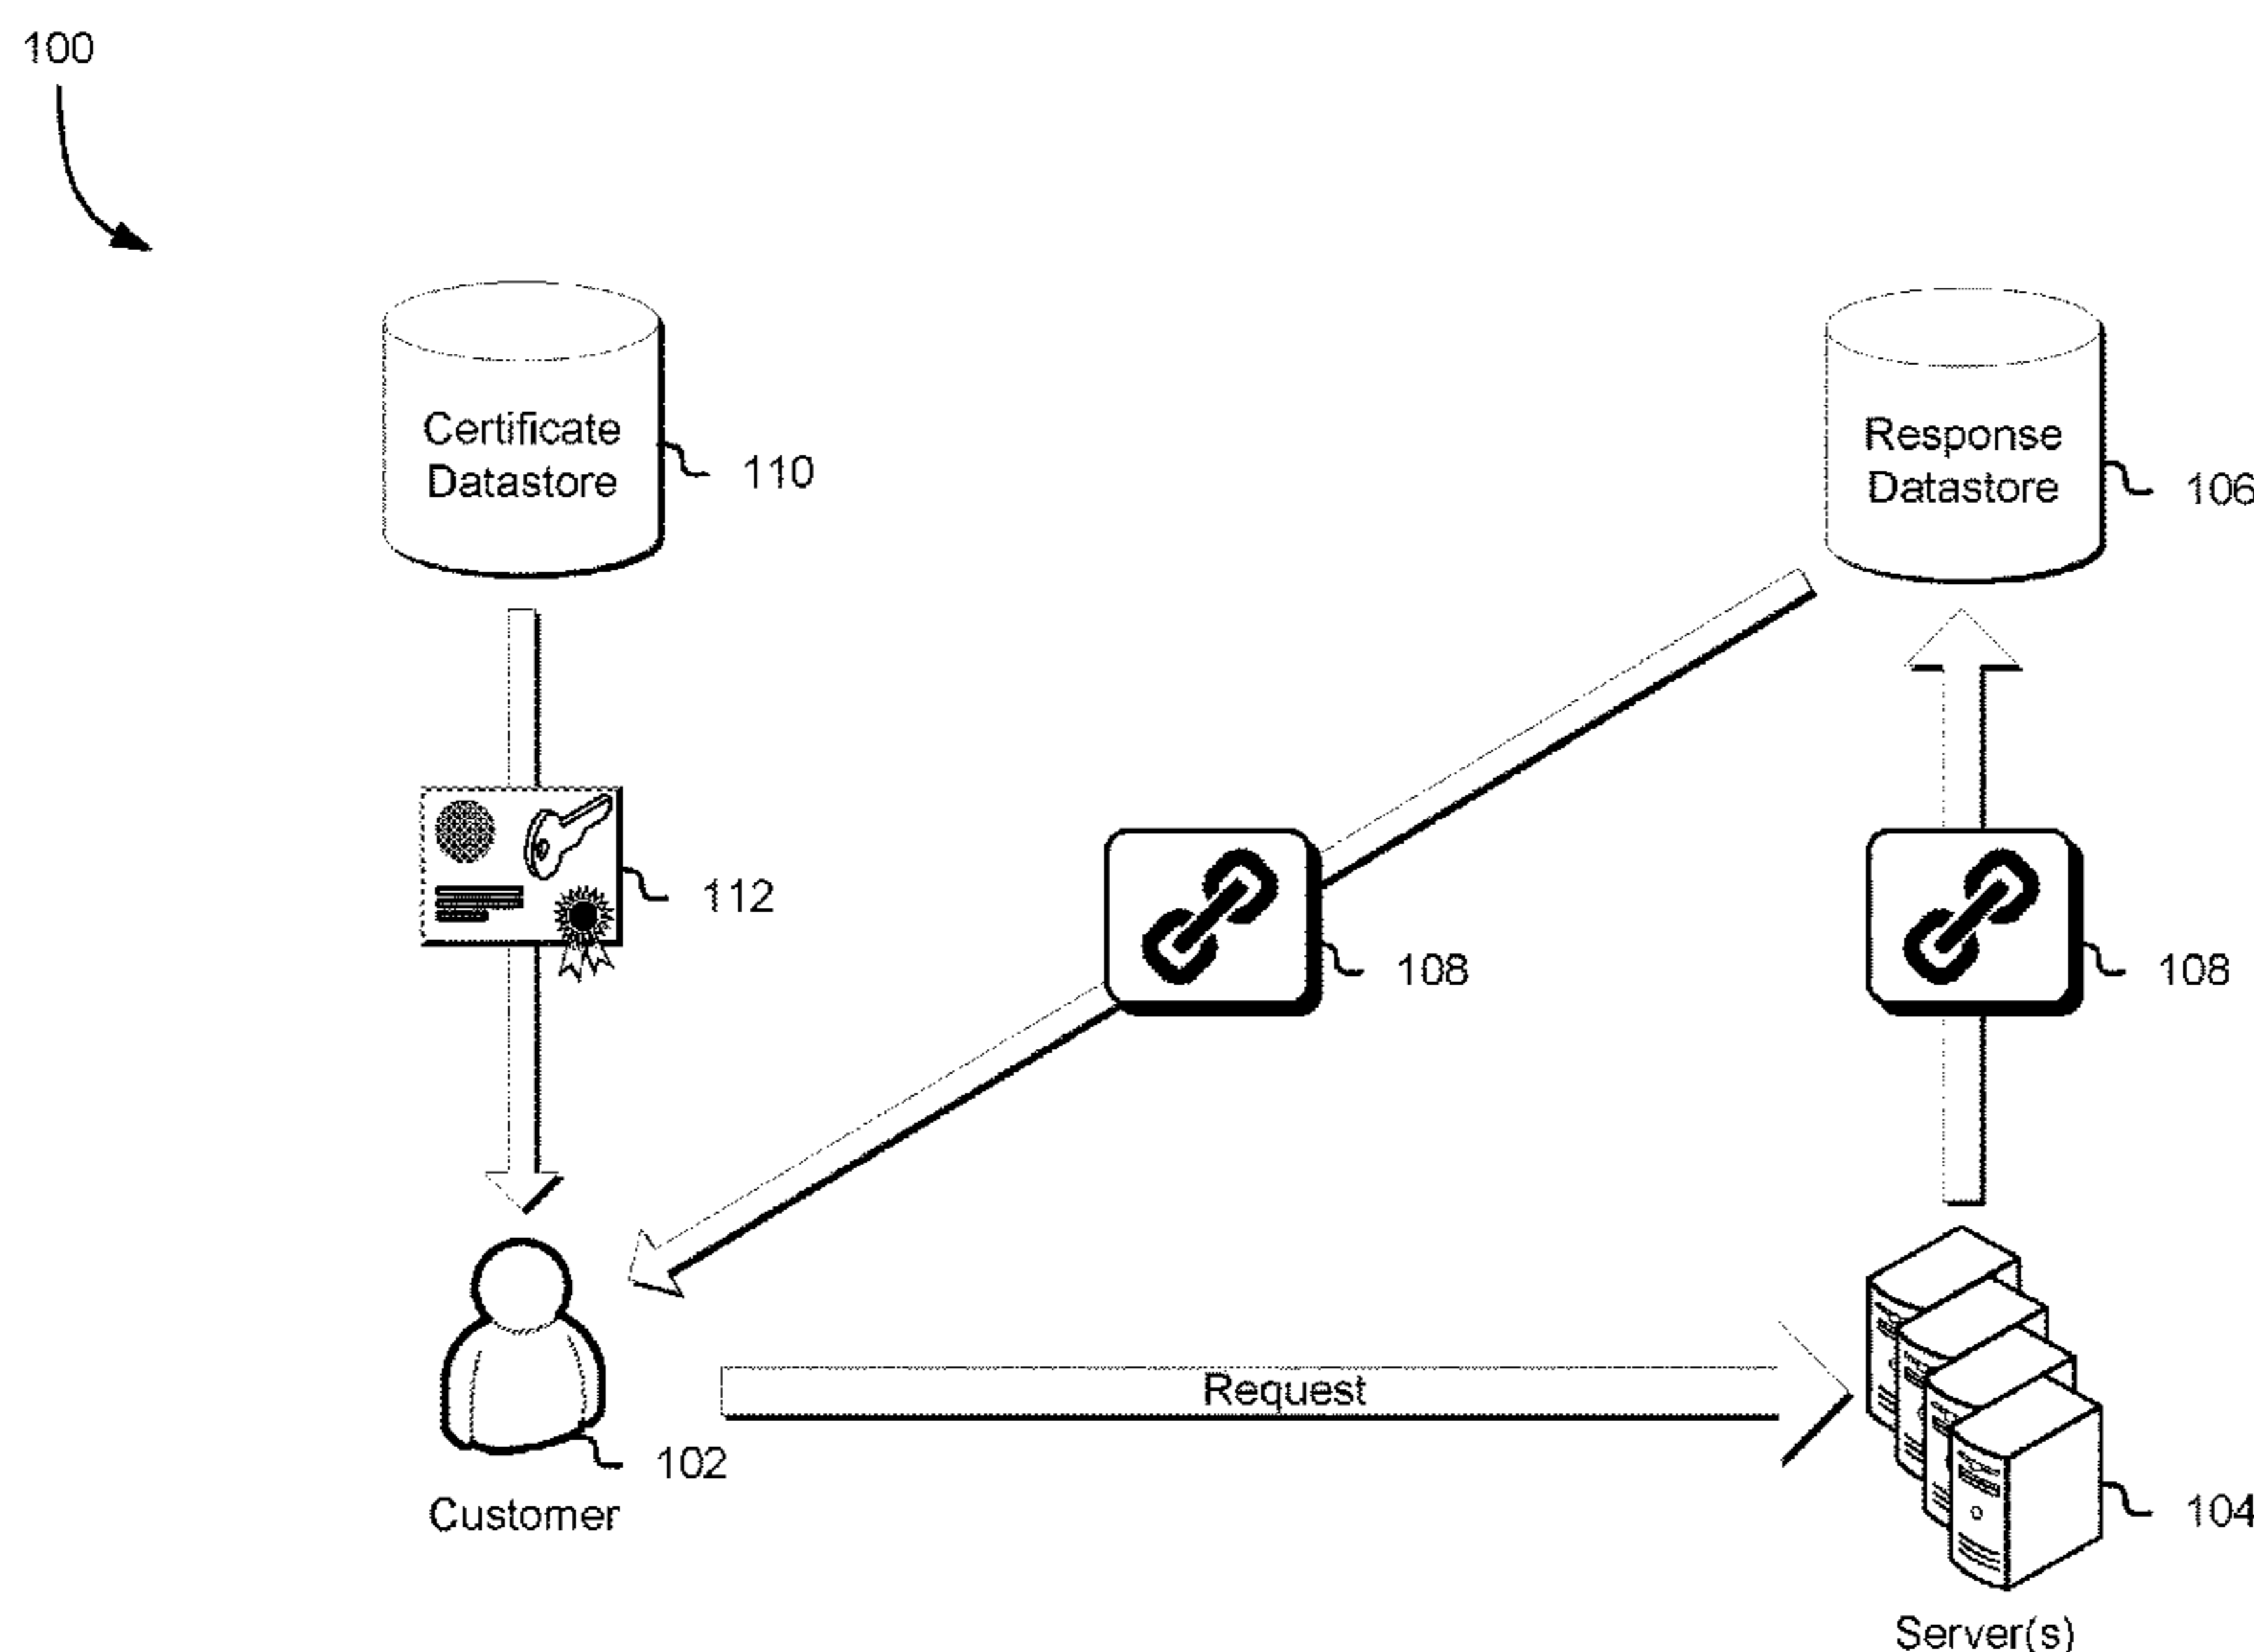 100
Certificate
Datastore
110
Response
Datastore
106
112
108
108
Request
102
Customer
104
Server(s)